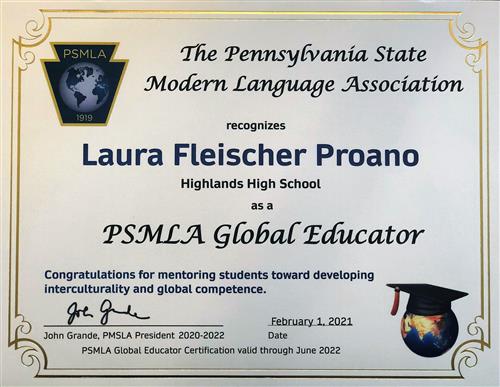 PSMLA
1919
The Pennsylvania State
Modern Language Association
recognizes
Laura Fleischer Proano
Highlands High School
as a
PSMLA Global Educator
Congratulations for mentoring students toward developing
interculturality and global competence.
John Grande
February 1, 2021
John Grande, PMSLA President 2020-2022 Date
PSMLA Global Educator Certification valid through June 2022